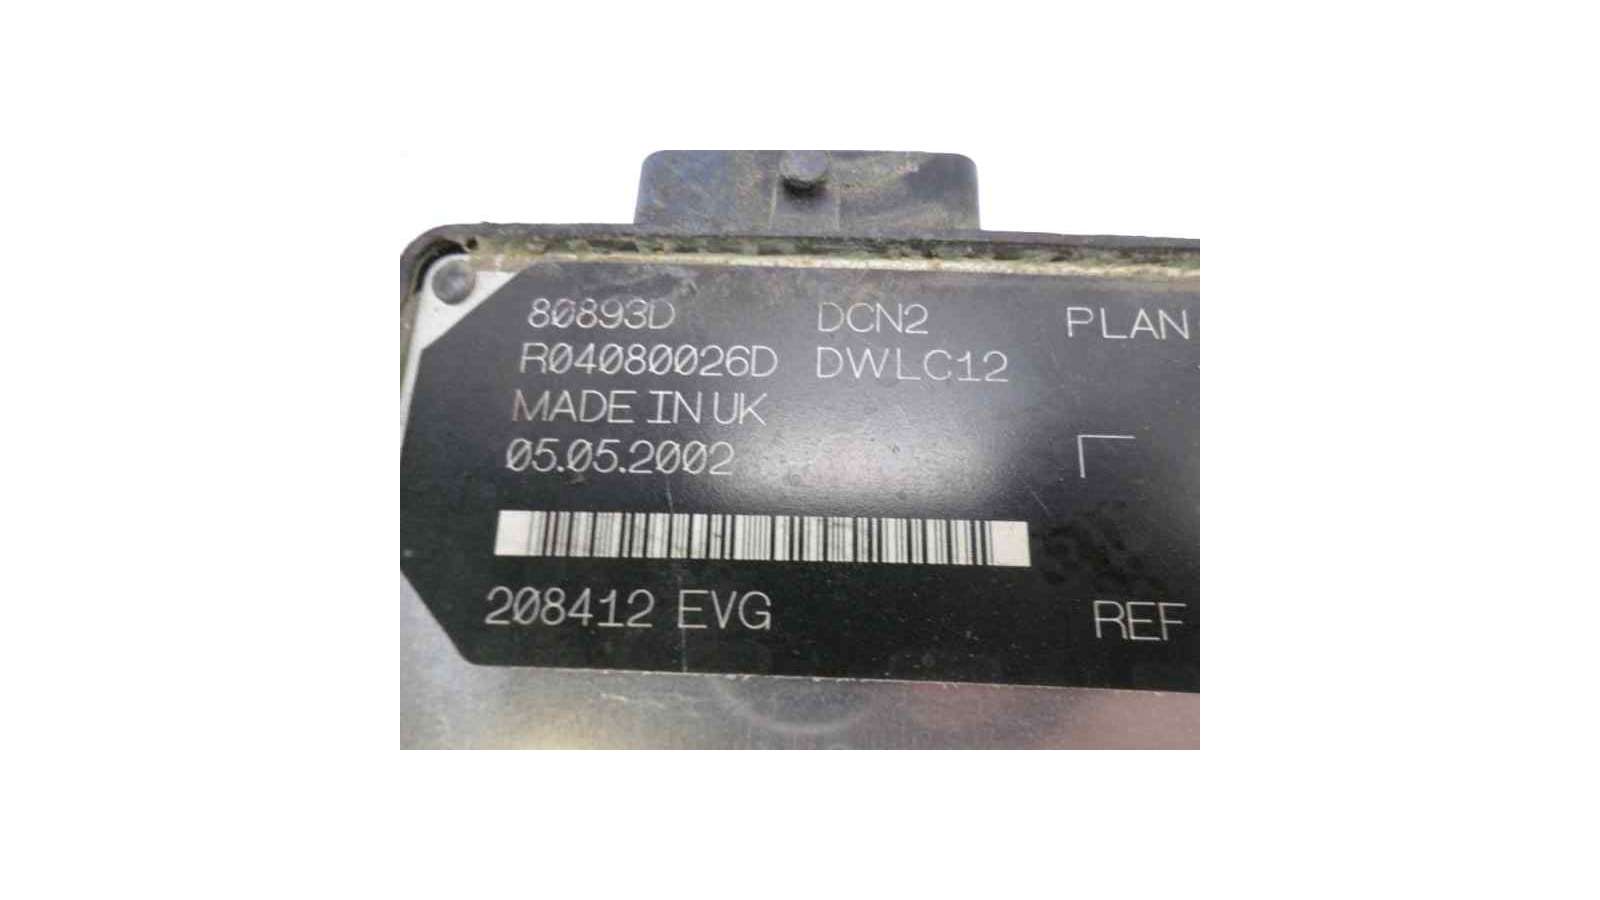 80893D DCN2 PLAN
R04080026D DWLC12
MADE IN UK
05.05.2002
208412 EVG REF